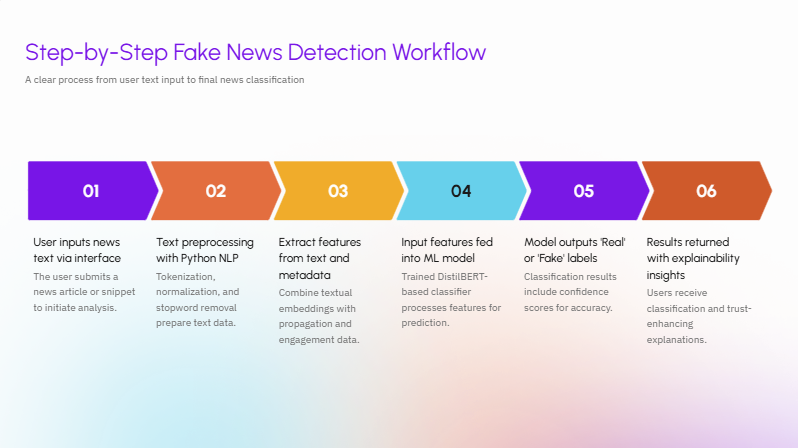 Step-by-Step Fake News Detection Workflow
A clear process from user text input to final news classification
01
02
03
04
05
06
User inputs news
text via interface
The user submits a
news article or snippet
to initiate analysis.
Text preprocessing
with Python NLP
Tokenization,
normalization, and
stopword removal
prepare text data.
Extract features
from text and
metadata
Combine textual
embeddings with
propagation and
engagement data.
Input features fed
into ML model
Trained DistilBERT-
based classifier
processes features for
prediction.
Model outputs 'Real'
or 'Fake' labels
Classification results
include confidence
scores for accuracy.
Results returned
with explainability
insights
Users receive
classification and trust-
enhancing
explanations.